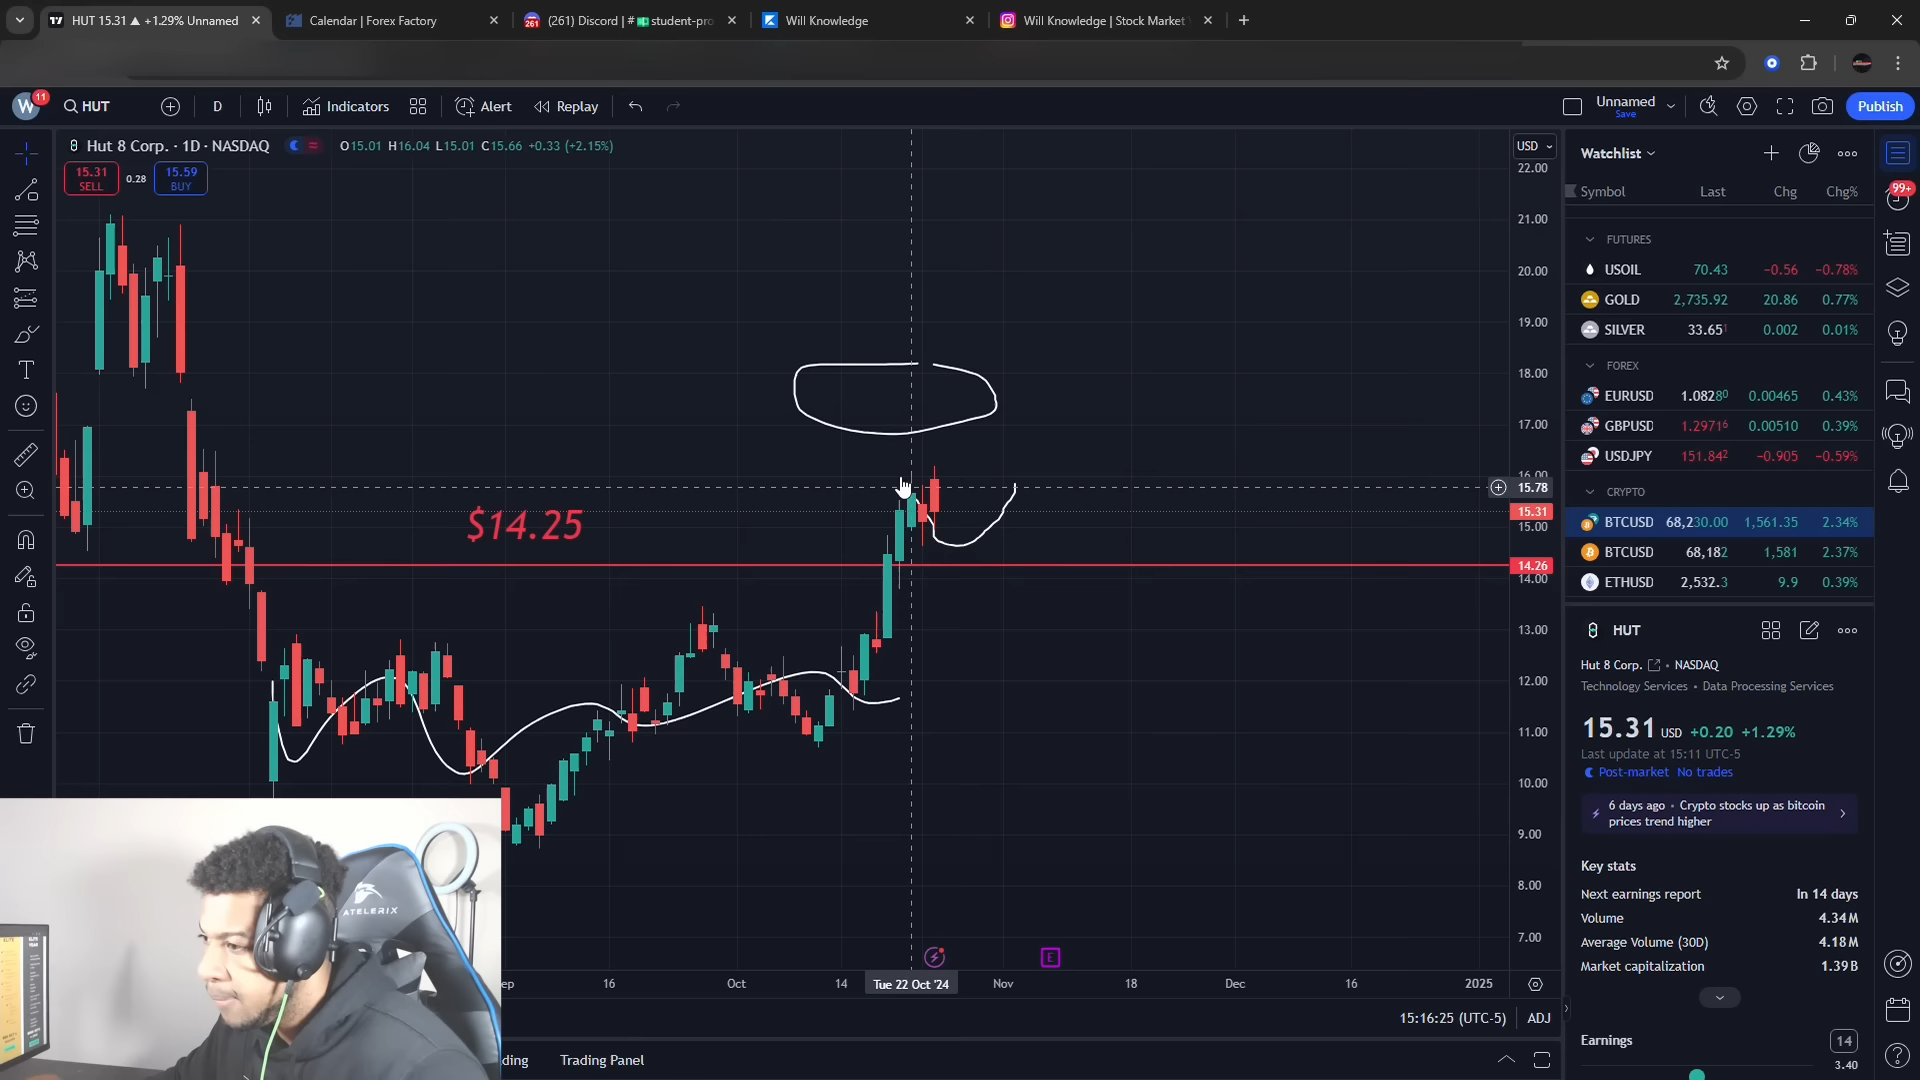 HUT 15.31 ▲ +1.29% Unnamed
Calendar | Forex Factory
(261) Discord | # student-pro
Will Knowledge
Will Knowledge | Stock Market
W 11
HUT
D
Indicators
Alert
Replay
Unnamed
Save
Publish
Hut 8 Corp. · 1D · NASDAQ
O15.01 H16.04 L15.01 C15.66 +0.33 (+2.15%)
15.31
SELL
0.28
15.59
BUY
USD
22.00
21.00
20.00
19.00
18.00
17.00
16.00
15.78
15.31
15.00
14.26
14.00
13.00
12.00
11.00
10.00
9.00
8.00
7.00
$14.25
ATELERIX
E
16
Oct
14
Tue 22 Oct '24
Nov
18
Dec
16
2025
15:16:25 (UTC-5)
ADJ
Trading Panel
Watchlist
Symbol Last Chg Chg%
FUTURES
USOIL 70.43 −0.56 −0.78%
GOLD 2,735.92 20.86 0.77%
SILVER 33.65¹ 0.002 0.01%
FOREX
EURUSD 1.0828⁰ 0.00465 0.43%
GBPUSD 1.2971⁶ 0.00510 0.39%
USDJPY 151.84² −0.905 −0.59%
CRYPTO
BTCUSD 68,230.00 1,561.35 2.34%
BTCUSD 68,182 1,581 2.37%
ETHUSD 2,532.3 9.9 0.39%
HUT
Hut 8 Corp. • NASDAQ
Technology Services • Data Processing Services
15.31 USD +0.20 +1.29%
Last update at 15:11 UTC-5
Post-market No trades
6 days ago • Crypto stocks up as bitcoin
prices trend higher
Key stats
Next earnings report In 14 days
Volume 4.34M
Average Volume (30D) 4.18M
Market capitalization 1.39B
Earnings 14
3.40
99+